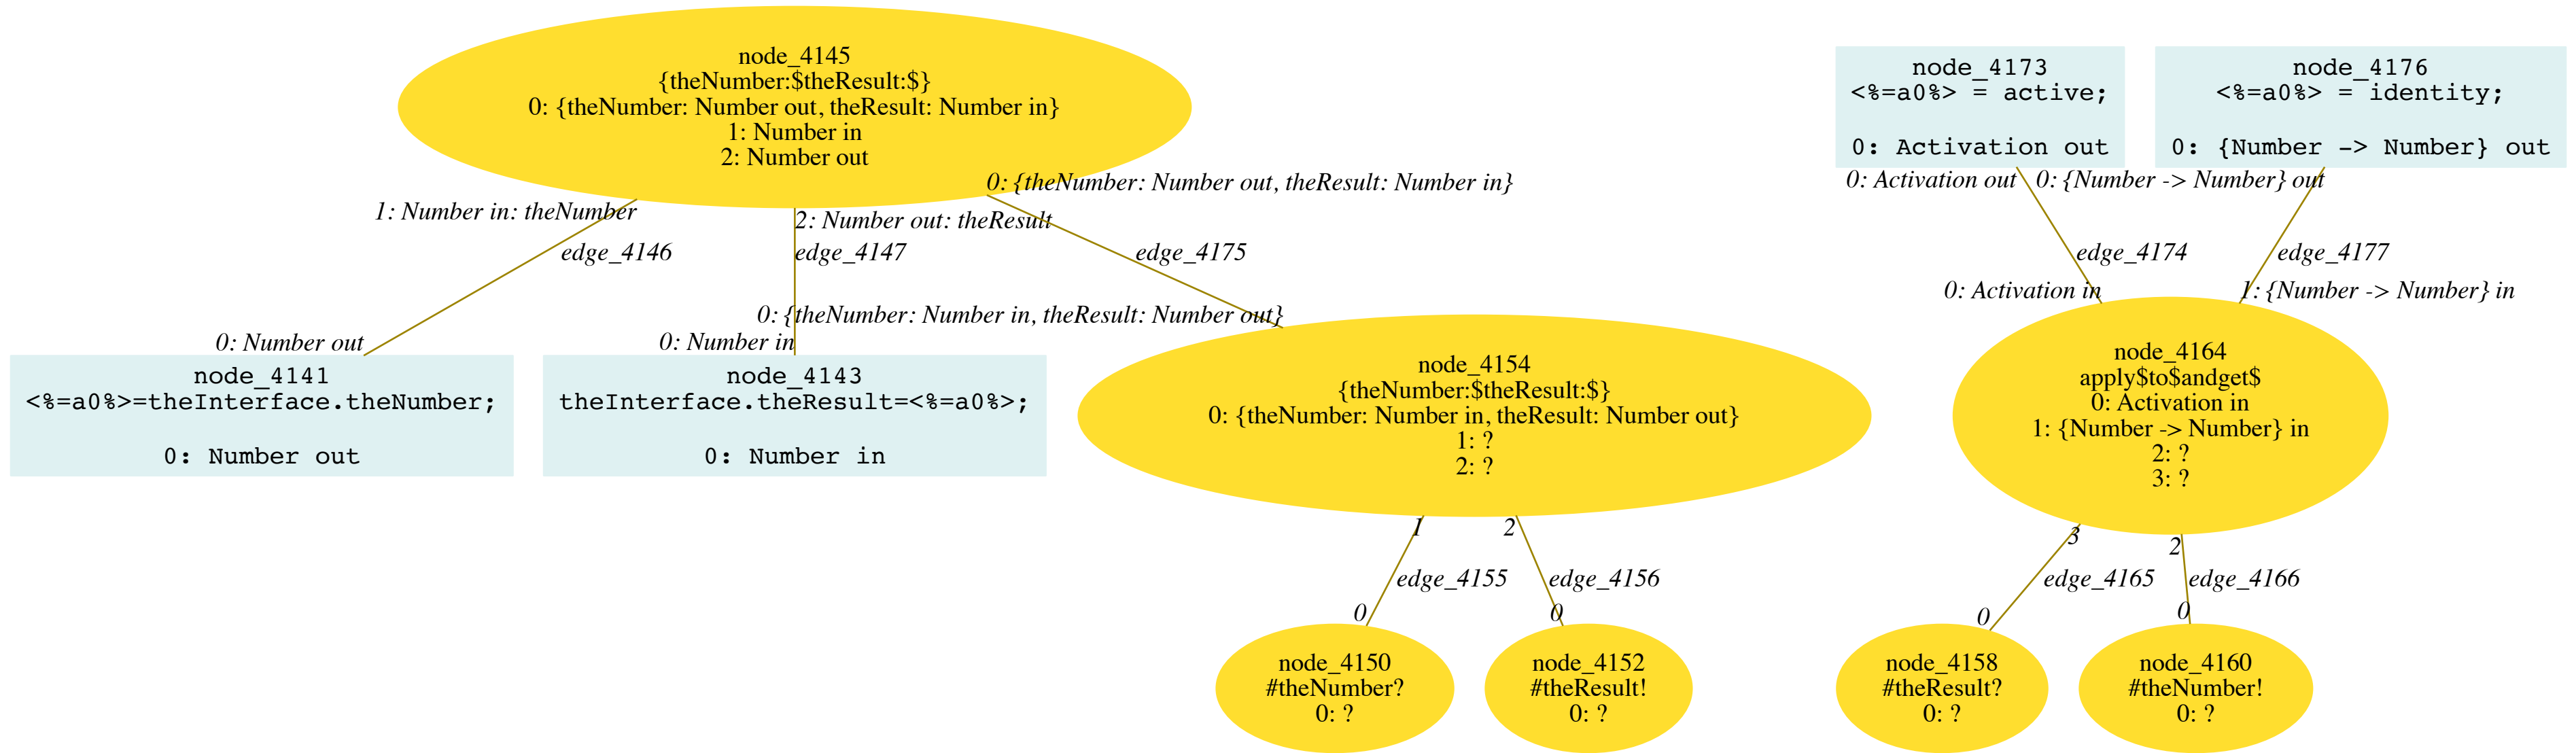 node_4145
{theNumber:$theResult:$}
0: {theNumber: Number out, theResult: Number in}
1: Number in
2: Number out
node_4173
<%=a0%> = active;
0: Activation out
node_4176
<%=a0%> = identity;
0: {Number -> Number} out
0: {theNumber: Number out, theResult: Number in}
1: Number in: theNumber
2: Number out: theResult
0: Activation out
0: {Number -> Number} out
edge_4146
edge_4147
edge_4175
edge_4174
edge_4177
0: Number out
0: Number in
0: {theNumber: Number in, theResult: Number out}
0: Activation in
1: {Number -> Number} in
node_4141
<%=a0%>=theInterface.theNumber;
0: Number out
node_4143
theInterface.theResult=<%=a0%>;
0: Number in
node_4154
{theNumber:$theResult:$}
0: {theNumber: Number in, theResult: Number out}
1: ?
2: ?
node_4164
apply$to$andget$
0: Activation in
1: {Number -> Number} in
2: ?
3: ?
1
2
3
2
edge_4155
edge_4156
edge_4165
edge_4166
0
0
0
0
node_4150
#theNumber?
0: ?
node_4152
#theResult!
0: ?
node_4158
#theResult?
0: ?
node_4160
#theNumber!
0: ?